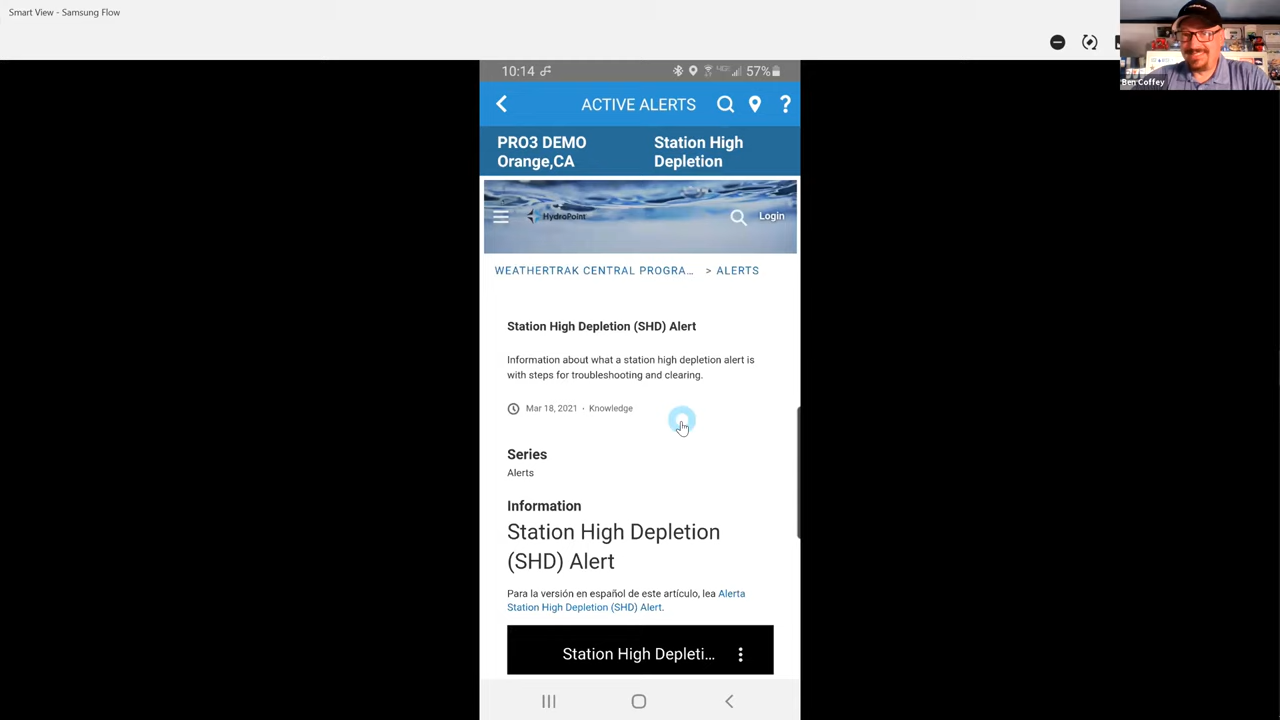 Smart View - Samsung Flow
Ben Coffey
10:14
57%
ACTIVE ALERTS
?
PRO3 DEMO
Orange,CA
Station High
Depletion
HydroPoint
Login
WEATHERTRAK CENTRAL PROGRA... > ALERTS
Station High Depletion (SHD) Alert
Information about what a station high depletion alert is
with steps for troubleshooting and clearing.
Mar 18, 2021 · Knowledge
Series
Alerts
Information
Station High Depletion
(SHD) Alert
Para la versión en español de este artículo, lea Alerta
Station High Depletion (SHD) Alert.
Station High Depleti...